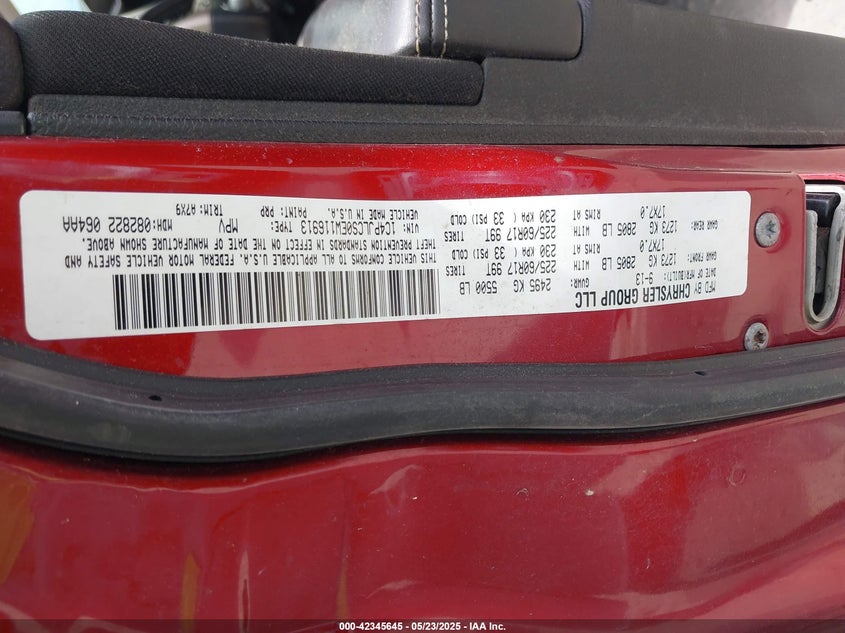 MFD BY CHRYSLER GROUP LLC
DATE OF MFR(BUILT): 9-13
GVWR: 2495 KG 5500 LB
GAWR FRONT: 1273 KG 2805 LB WITH 225/60R17 99T TIRES
17X7.0 RIMS AT 230 KPA ( 33 PSI) COLD
GAWR REAR: 1273 KG 2805 LB WITH 225/60R17 99T TIRES
17X7.0 RIMS AT 230 KPA ( 33 PSI) COLD
THIS VEHICLE CONFORMS TO ALL APPLICABLE U.S.A. FEDERAL MOTOR VEHICLE SAFETY AND
THEFT PREVENTION STANDARDS IN EFFECT ON THE DATE OF MANUFACTURE SHOWN ABOVE.
VIN: 1C4PJLCS0EW116913 TYPE: MPV MDH:082822 064AA
VEHICLE MADE IN U.S.A. PAINT: PRP TRIM:A7X9
000-42345645 - 05/23/2025 - IAA Inc.